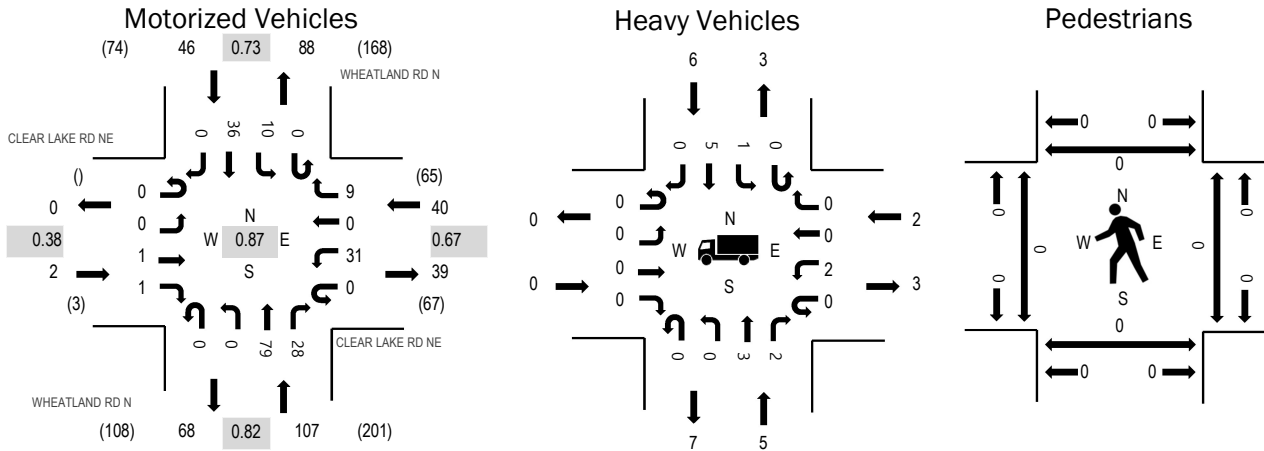 Motorized Vehicles
(74) 46 0.73 88 (168)
WHEATLAND RD N
CLEAR LAKE RD NE
0 36 10 0
() 0 9 (65)
0 0 0 40
N
0.38 W 0.87 E 0.67
1 31
S
2 1 0 39
(3) (67)
0 0 79 28
CLEAR LAKE RD NE
WHEATLAND RD N
(108) 68 0.82 107 (201)
Heavy Vehicles
6 3
0 5 1 0
0 0
0 0 0 2
N
W E
0 2
S
0 0 0 3
0 0 3 2
7 5
Pedestrians
0 0
0
0 N 0
W E
0 0
0 S 0
0
0 0